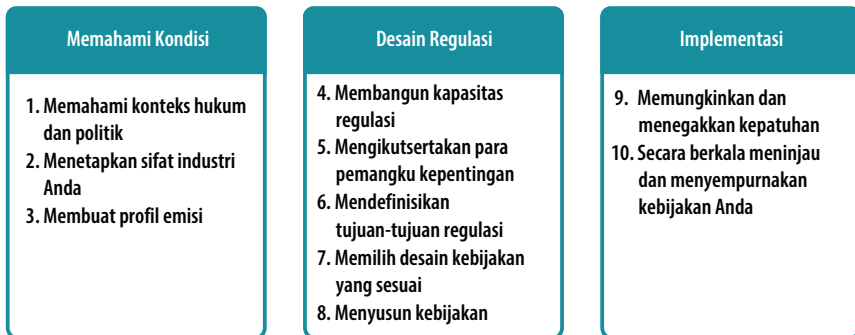 Memahami Kondisi
1. Memahami konteks hukum
dan politik
2. Menetapkan sifat industri
Anda
3. Membuat profil emisi
Desain Regulasi
4. Membangun kapasitas
regulasi
5. Mengikutsertakan para
pemangku kepentingan
6. Mendefinisikan
tujuan-tujuan regulasi
7. Memilih desain kebijakan
yang sesuai
8. Menyusun kebijakan
Implementasi
9. Memungkinkan dan
menegakkan kepatuhan
10. Secara berkala meninjau
dan menyempurnakan
kebijakan Anda